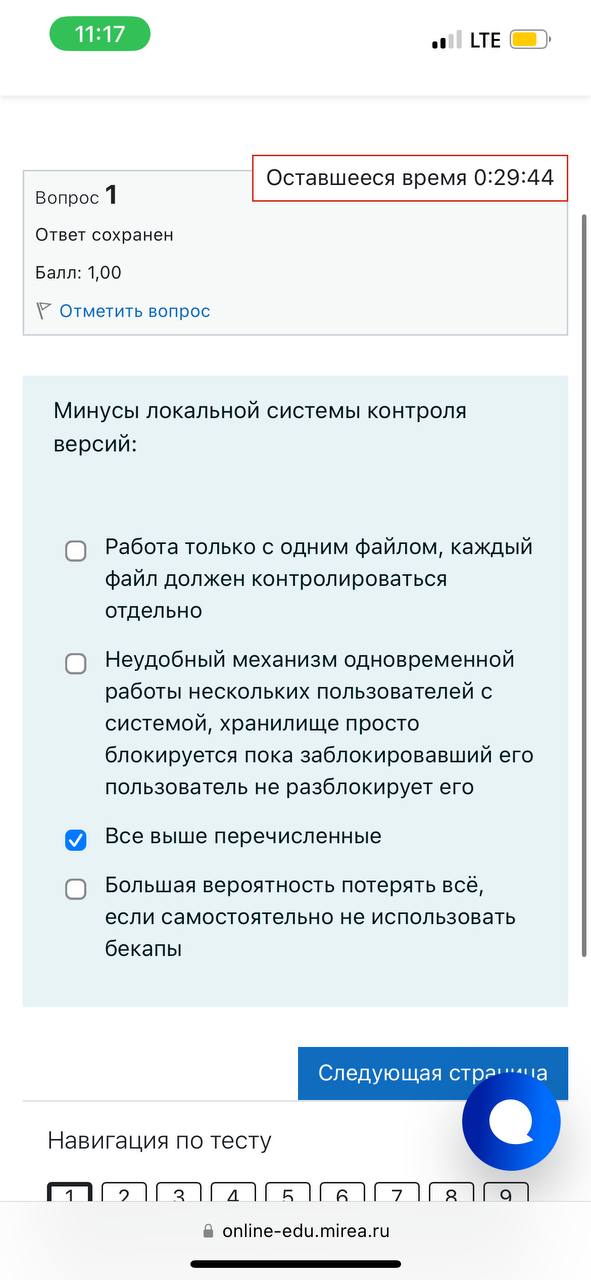 11:17
LTE
Оставшееся время 0:29:44
Вопрос 1
Ответ сохранен
Балл: 1,00
Отметить вопрос
Минусы локальной системы контроля
версий:
Работа только с одним файлом, каждый
файл должен контролироваться
отдельно
Неудобный механизм одновременной
работы нескольких пользователей с
системой, хранилище просто
блокируется пока заблокировавший его
пользователь не разблокирует его
Все выше перечисленные
Большая вероятность потерять всё,
если самостоятельно не использовать
бекапы
Следующая страница
Навигация по тесту
1 2 3 4 5 6 7 8 9
online-edu.mirea.ru